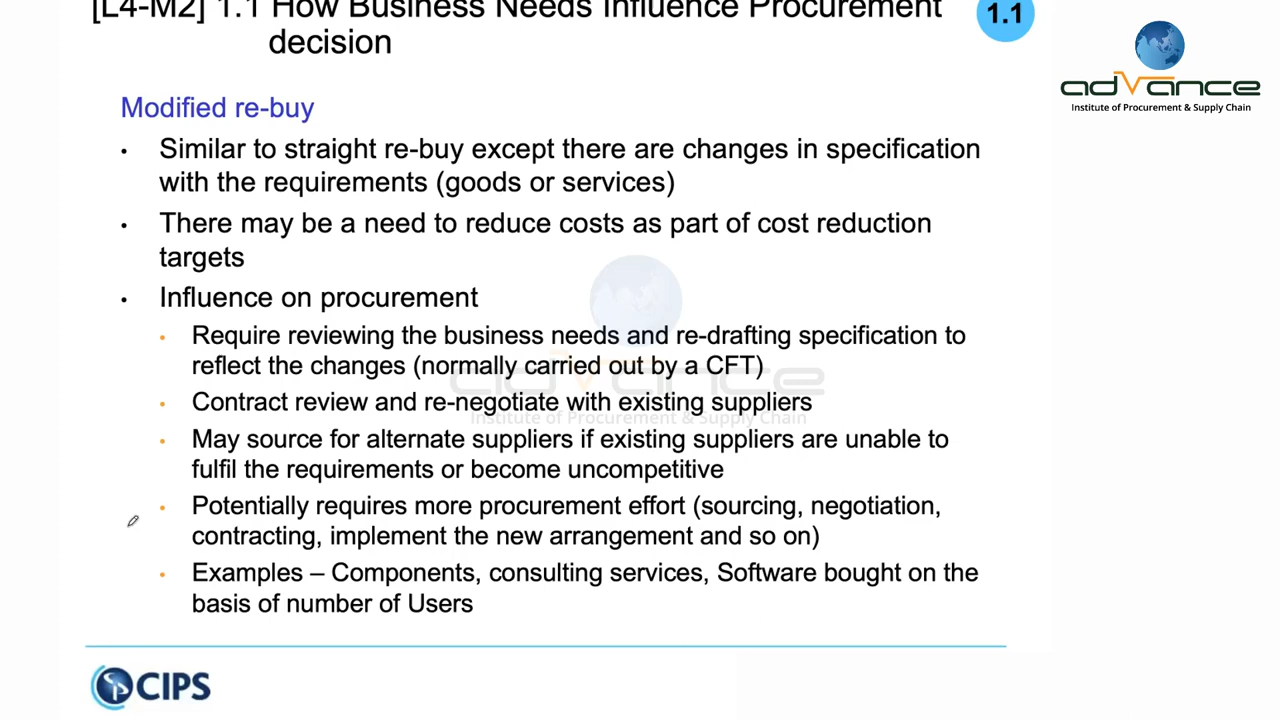 [L4-M2] 1.1 How Business Needs Influence Procurement
decision
1.1
adVance
Institute of Procurement & Supply Chain
Modified re-buy
• Similar to straight re-buy except there are changes in specification
with the requirements (goods or services)
• There may be a need to reduce costs as part of cost reduction
targets
• Influence on procurement
• Require reviewing the business needs and re-drafting specification to
reflect the changes (normally carried out by a CFT)
• Contract review and re-negotiate with existing suppliers
• May source for alternate suppliers if existing suppliers are unable to
fulfil the requirements or become uncompetitive
• Potentially requires more procurement effort (sourcing, negotiation,
contracting, implement the new arrangement and so on)
• Examples – Components, consulting services, Software bought on the
basis of number of Users
adVance
Institute of Procurement & Supply Chain
CIPS